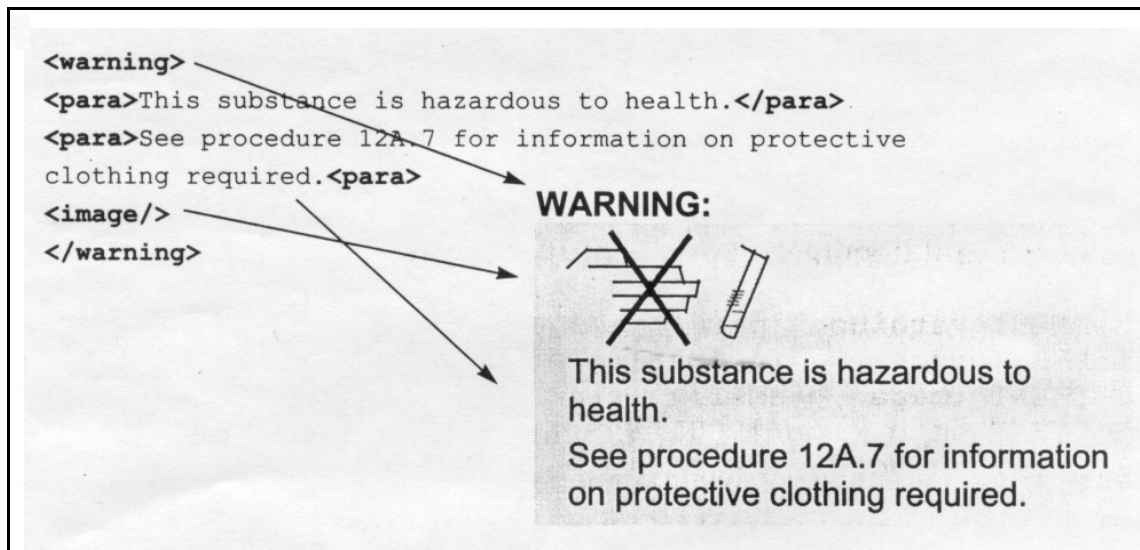 <warning>
<para>This substance is hazardous to health.</para>
<para>See procedure 12A.7 for information on protective
clothing required.<para>
<image/>
</warning>
WARNING:
This substance is hazardous to
health.
See procedure 12A.7 for information
on protective clothing required.